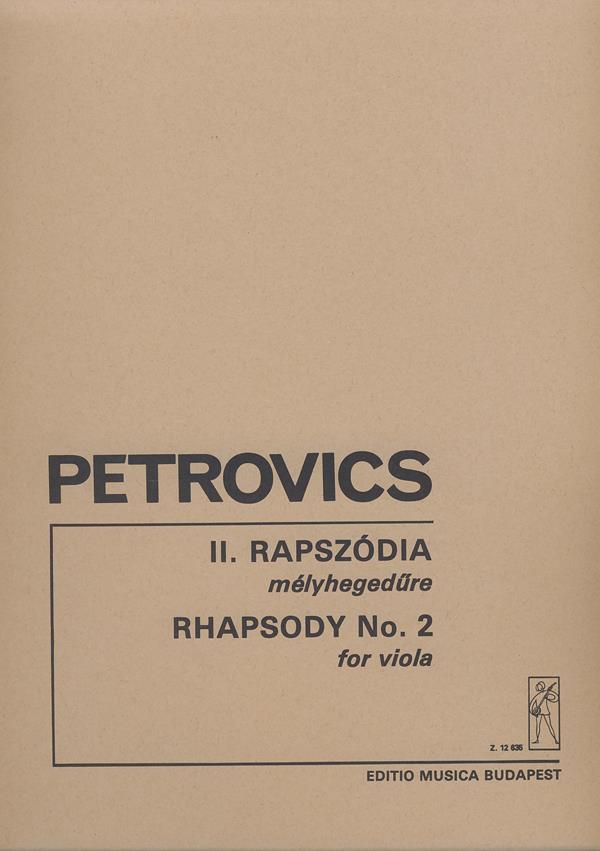 PETROVICS
II. RAPSZÓDIA
mélyhegedűre
RHAPSODY No. 2
for viola
Z. 12 635
EDITIO MUSICA BUDAPEST